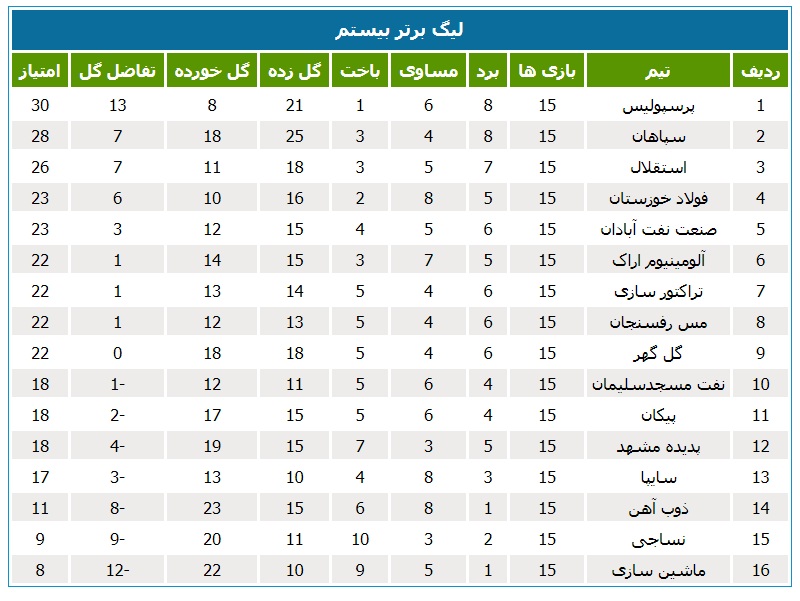 لیگ برتر بیستم
ردیف تیم بازی ها برد مساوی باخت گل زده گل خورده تفاضل گل امتیاز
1 پرسپولیس 15 8 6 1 21 8 13 30
2 سپاهان 15 8 4 3 25 18 7 28
3 استقلال 15 7 5 3 18 11 7 26
4 فولاد خوزستان 15 5 8 2 16 10 6 23
5 صنعت نفت آبادان 15 6 5 4 15 12 3 23
6 آلومینیوم اراک 15 5 7 3 15 14 1 22
7 تراکتور سازی 15 6 4 5 14 13 1 22
8 مس رفسنجان 15 6 4 5 13 12 1 22
9 گل گهر 15 6 4 5 18 18 0 22
10 نفت مسجدسلیمان 15 4 6 5 11 12 -1 18
11 پیکان 15 4 6 5 15 17 -2 18
12 پدیده مشهد 15 5 3 7 15 19 -4 18
13 سایپا 15 3 8 4 10 13 -3 17
14 ذوب آهن 15 1 8 6 15 23 -8 11
15 نساجی 15 2 3 10 11 20 -9 9
16 ماشین سازی 15 1 5 9 10 22 -12 8